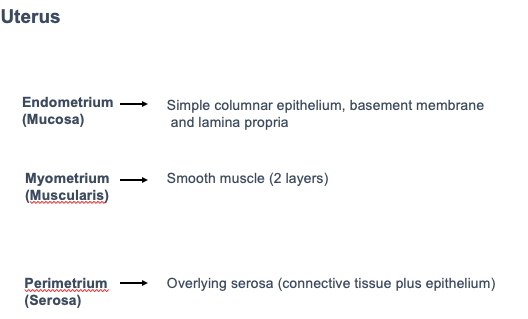 Uterus
Endometrium
(Mucosa)
Simple columnar epithelium, basement membrane
and lamina propria
Myometrium
(Muscularis)
Smooth muscle (2 layers)
Perimetrium
(Serosa)
Overlying serosa (connective tissue plus epithelium)